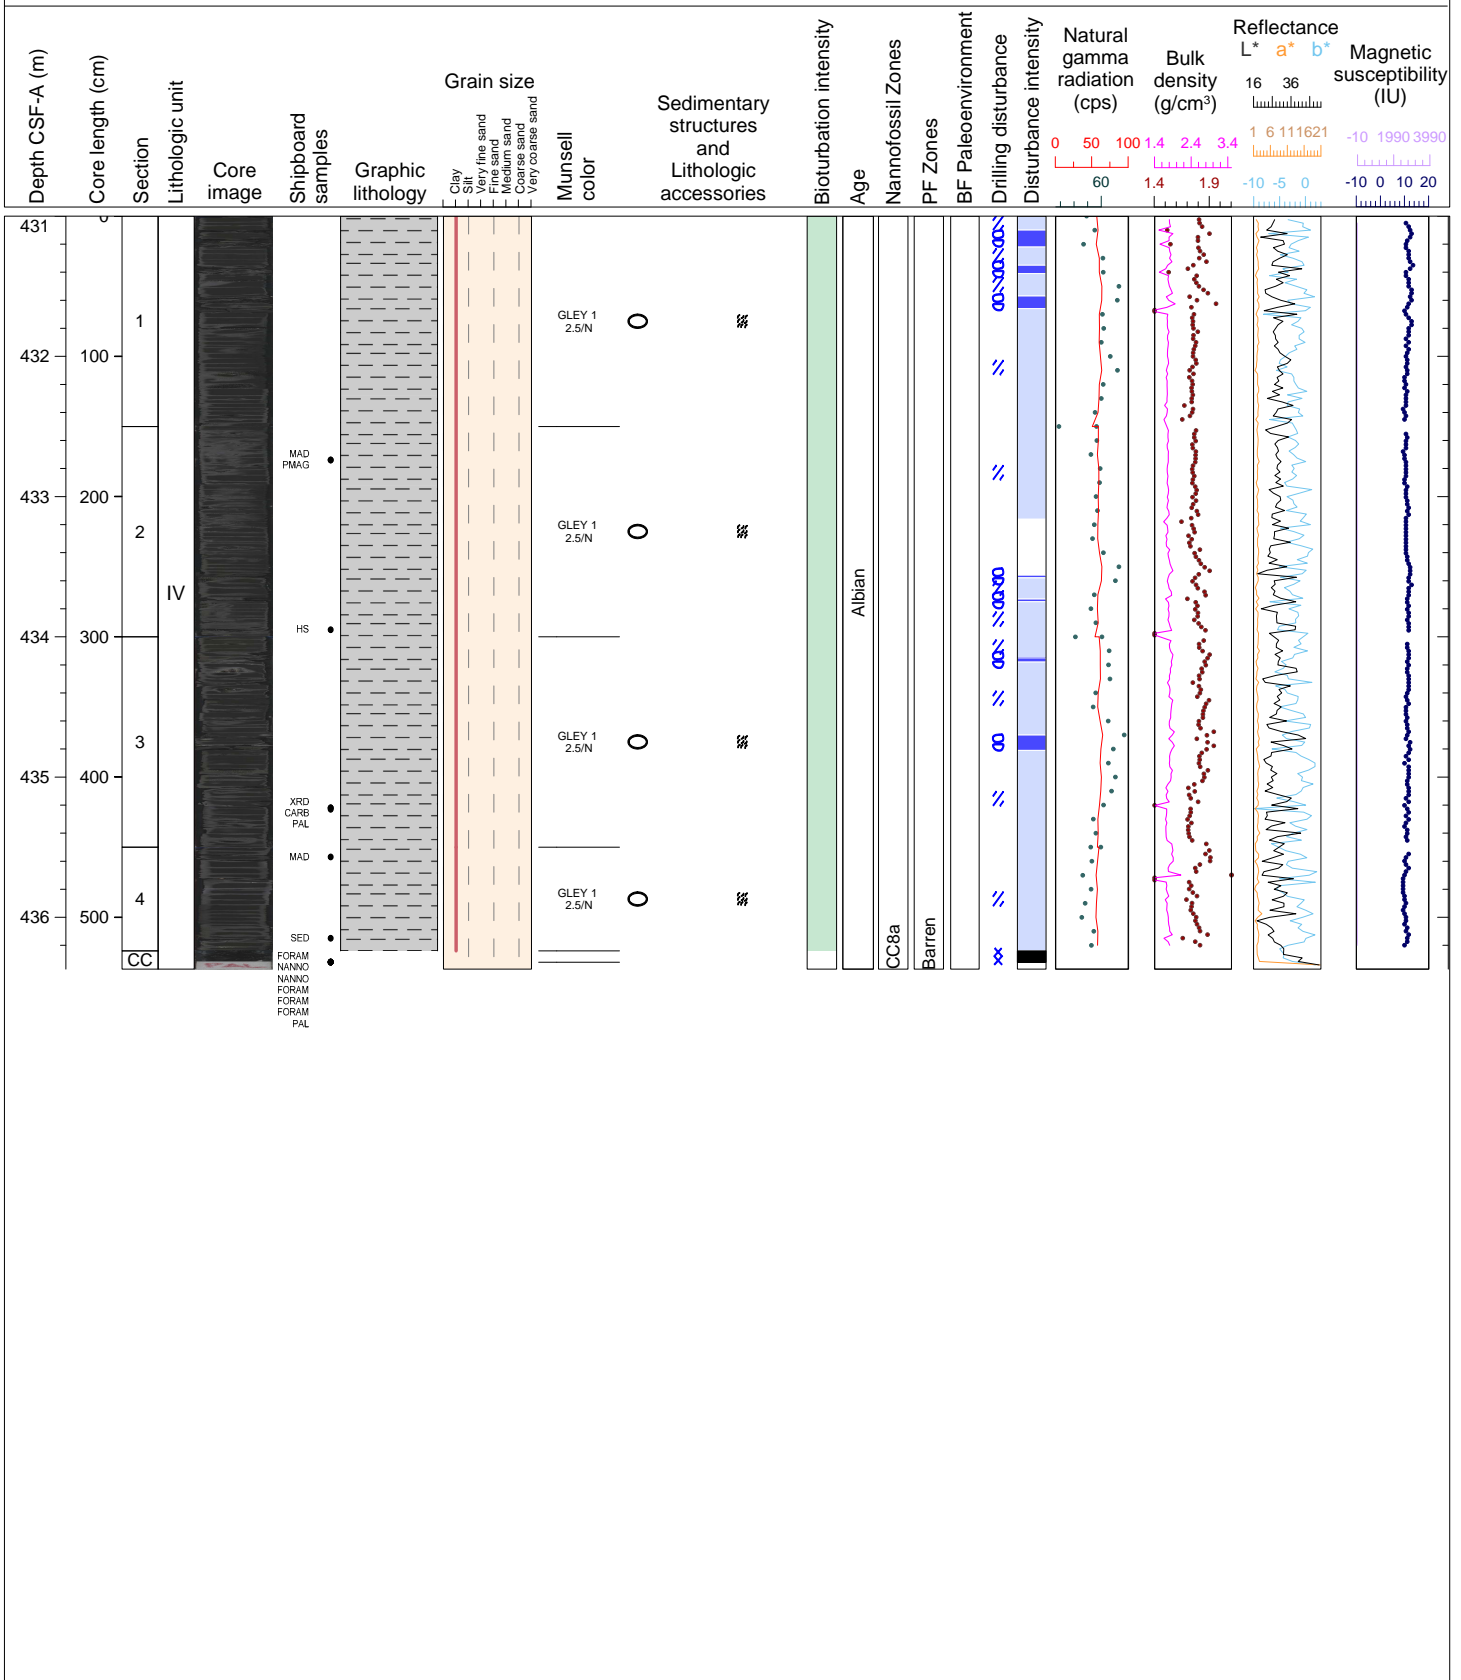 Depth CSF-A (m)
Core length (cm)
Section
Lithologic unit
Core
image
Shipboard
samples
Graphic
lithology
Grain size
Clay
Silt
Very fine sand
Fine sand
Medium sand
Coarse sand
Very coarse sand
Munsell
color
Sedimentary
structures
and
Lithologic
accessories
Bioturbation intensity
Age
Nannofossil Zones
PF Zones
BF Paleoenvironment
Drilling disturbance
Disturbance intensity
Natural
gamma
radiation
(cps)
0 50 100
60
Bulk
density
(g/cm³)
1.4 2.4 3.4
1.4 1.9
Reflectance
L* a* b*
16 36
1 6 11 16 21
-10 -5 0
Magnetic
susceptibility
(IU)
-10 1990 3990
-10 0 10 20
431
432
433
434
435
436
0
100
200
300
400
500
1
2
3
4
CC
IV
MAD
PMAG
HS
XRD
CARB
PAL
MAD
SED
FORAM
NANNO
NANNO
FORAM
FORAM
FORAM
PAL
GLEY 1
2.5/N
GLEY 1
2.5/N
GLEY 1
2.5/N
GLEY 1
2.5/N
Albian
CC8a
Barren